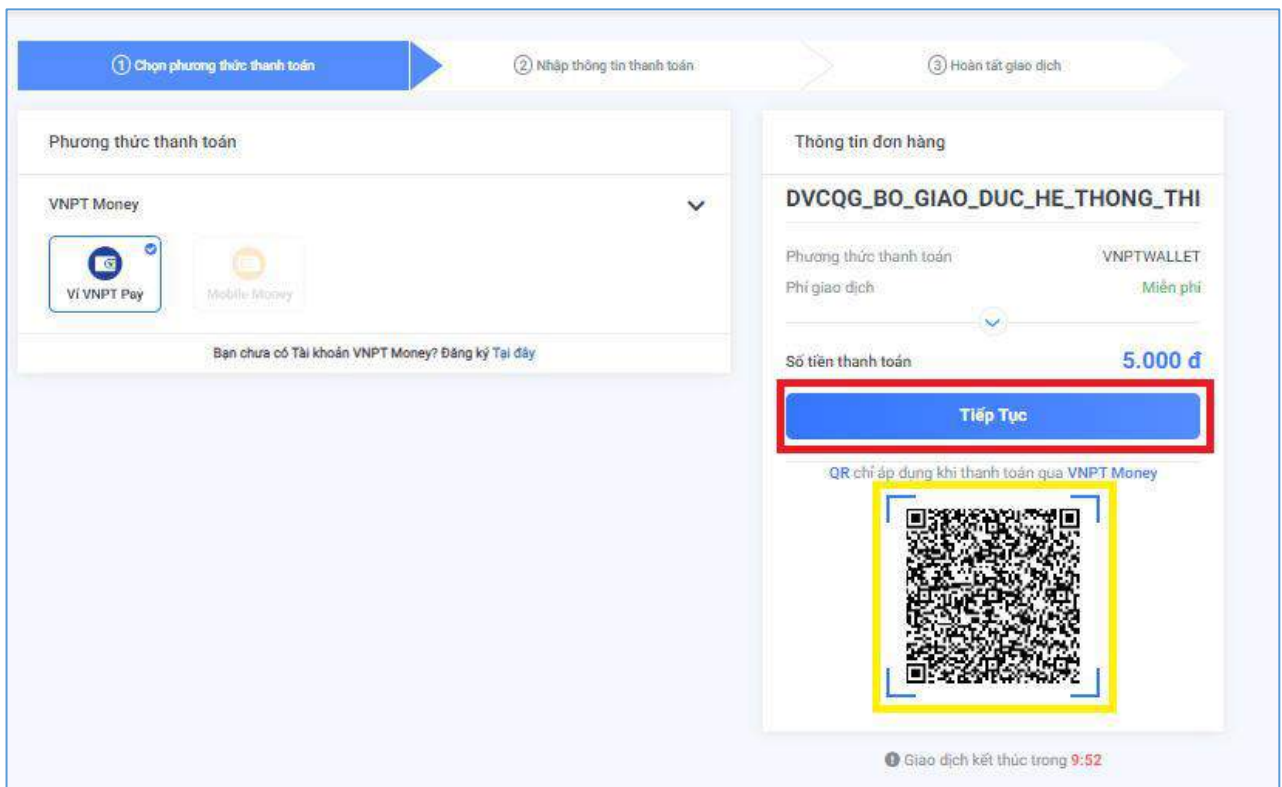 1 Chọn phương thức thanh toán
2 Nhập thông tin thanh toán
3 Hoàn tất giao dịch
Phương thức thanh toán
VNPT Money
Ví VNPT Pay
Mobile Money
Bạn chưa có Tài khoản VNPT Money? Đăng ký Tại đây
Thông tin đơn hàng
DVCQG_BO_GIAO_DUC_HE_THONG_THI
Phương thức thanh toán VNPTWALLET
Phí giao dịch Miễn phí
Số tiền thanh toán 5.000 đ
Tiếp Tục
QR chỉ áp dụng khi thanh toán qua VNPT Money
Giao dịch kết thúc trong 9:52